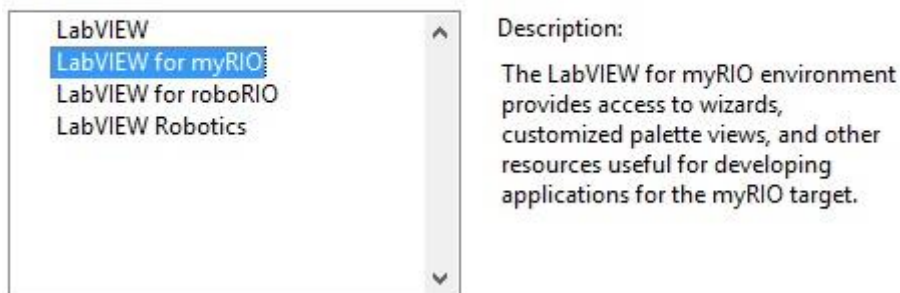 LabVIEW
LabVIEW for myRIO
LabVIEW for roboRIO
LabVIEW Robotics
Description:
The LabVIEW for myRIO environment
provides access to wizards,
customized palette views, and other
resources useful for developing
applications for the myRIO target.